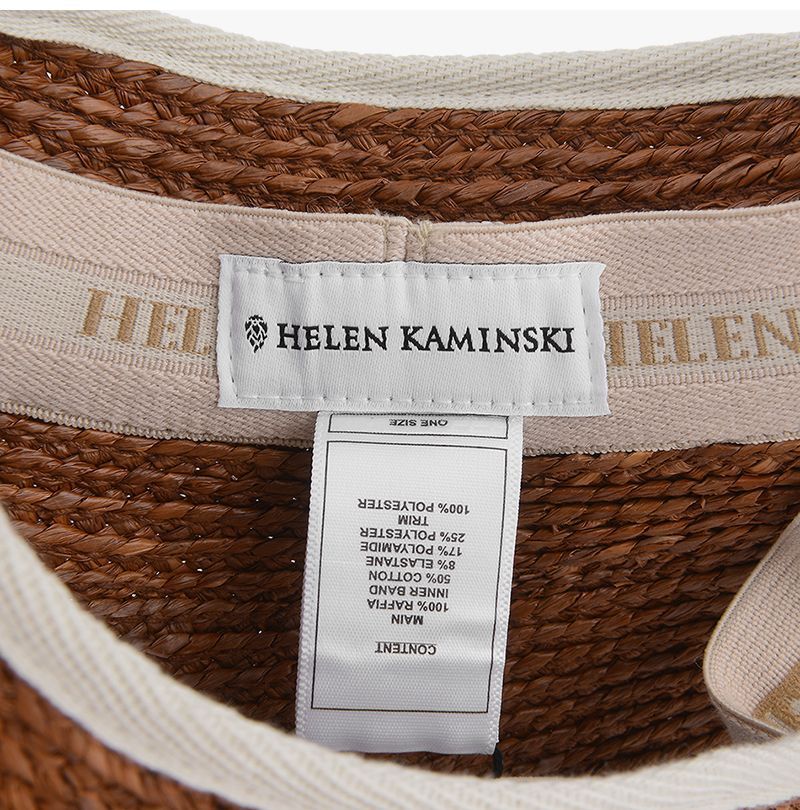 HEL
HELEN KAMINSKI
HELEN
ONE SIZE
CONTENT
MAIN
100% RAFFIA
INNER BAND
50% COTTON
8% ELASTANE
17% POLYAMIDE
25% POLYESTER
TRIM
100% POLYESTER